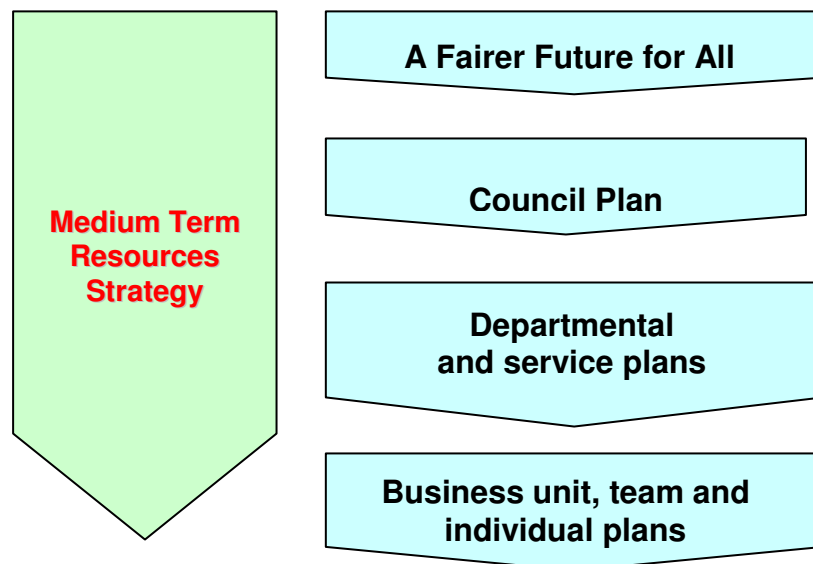 A Fairer Future for All
Council Plan
Medium Term
Resources
Strategy
Departmental
and service plans
Business unit, team and
individual plans